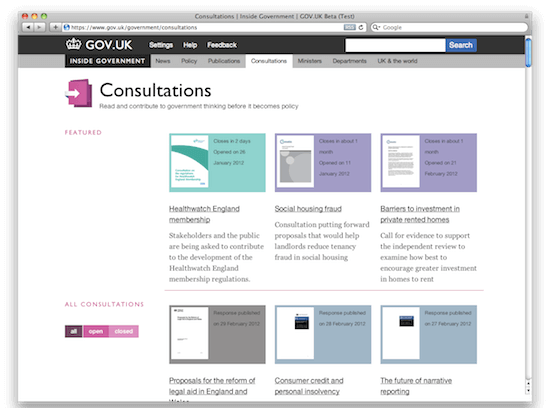 Consultations | Inside Government | GOV.UK Beta (Test)
https://www.gov.uk/government/consultations
Google
GOV.UK Settings Help Feedback Search
INSIDE GOVERNMENT News Policy Publications Consultations Ministers Departments UK & the world
Consultations
Read and contribute to government thinking before it becomes policy
FEATURED
Closes in 2 days
Opened on 26
January 2012
Closes in about 1
month
Opened on 11
January 2012
Closes in about 1
month
Opened on 21
February 2012
Healthwatch England
membership
Stakeholders and the public
are being asked to contribute
to the development of the
Healthwatch England
membership regulations.
Social housing fraud
Consultation putting forward
proposals that would help
landlords reduce tenancy
fraud in social housing
Barriers to investment in
private rented homes
Call for evidence to support
the independent review to
examine how best to
encourage greater investment
in homes to rent
ALL CONSULTATIONS
all open closed
Response published
on 29 February 2012
Response published
on 28 February 2012
Response published
on 27 February 2012
Proposals for the reform of
legal aid in England and
Wales
Consumer credit and
personal insolvency
The future of narrative
reporting